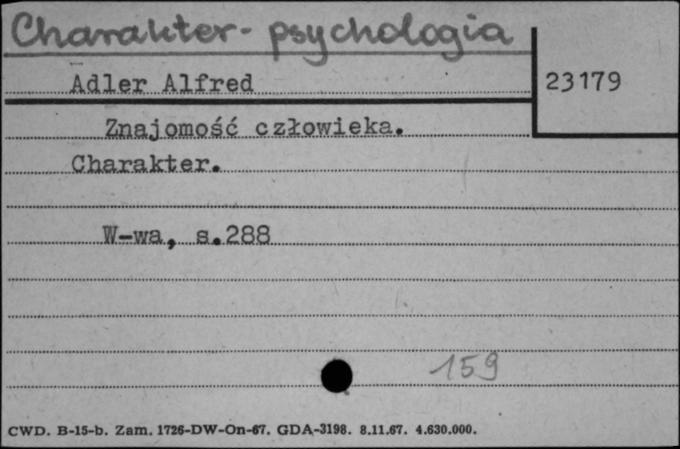 Charakter - psychologia
Adler Alfred
23179
Znajomość człowieka.
Charakter.
W-wa, s.288
159
CWD. B-15-b. Zam. 1726-DW-On-67. GDA-3198. 8.11.67. 4.630.000.